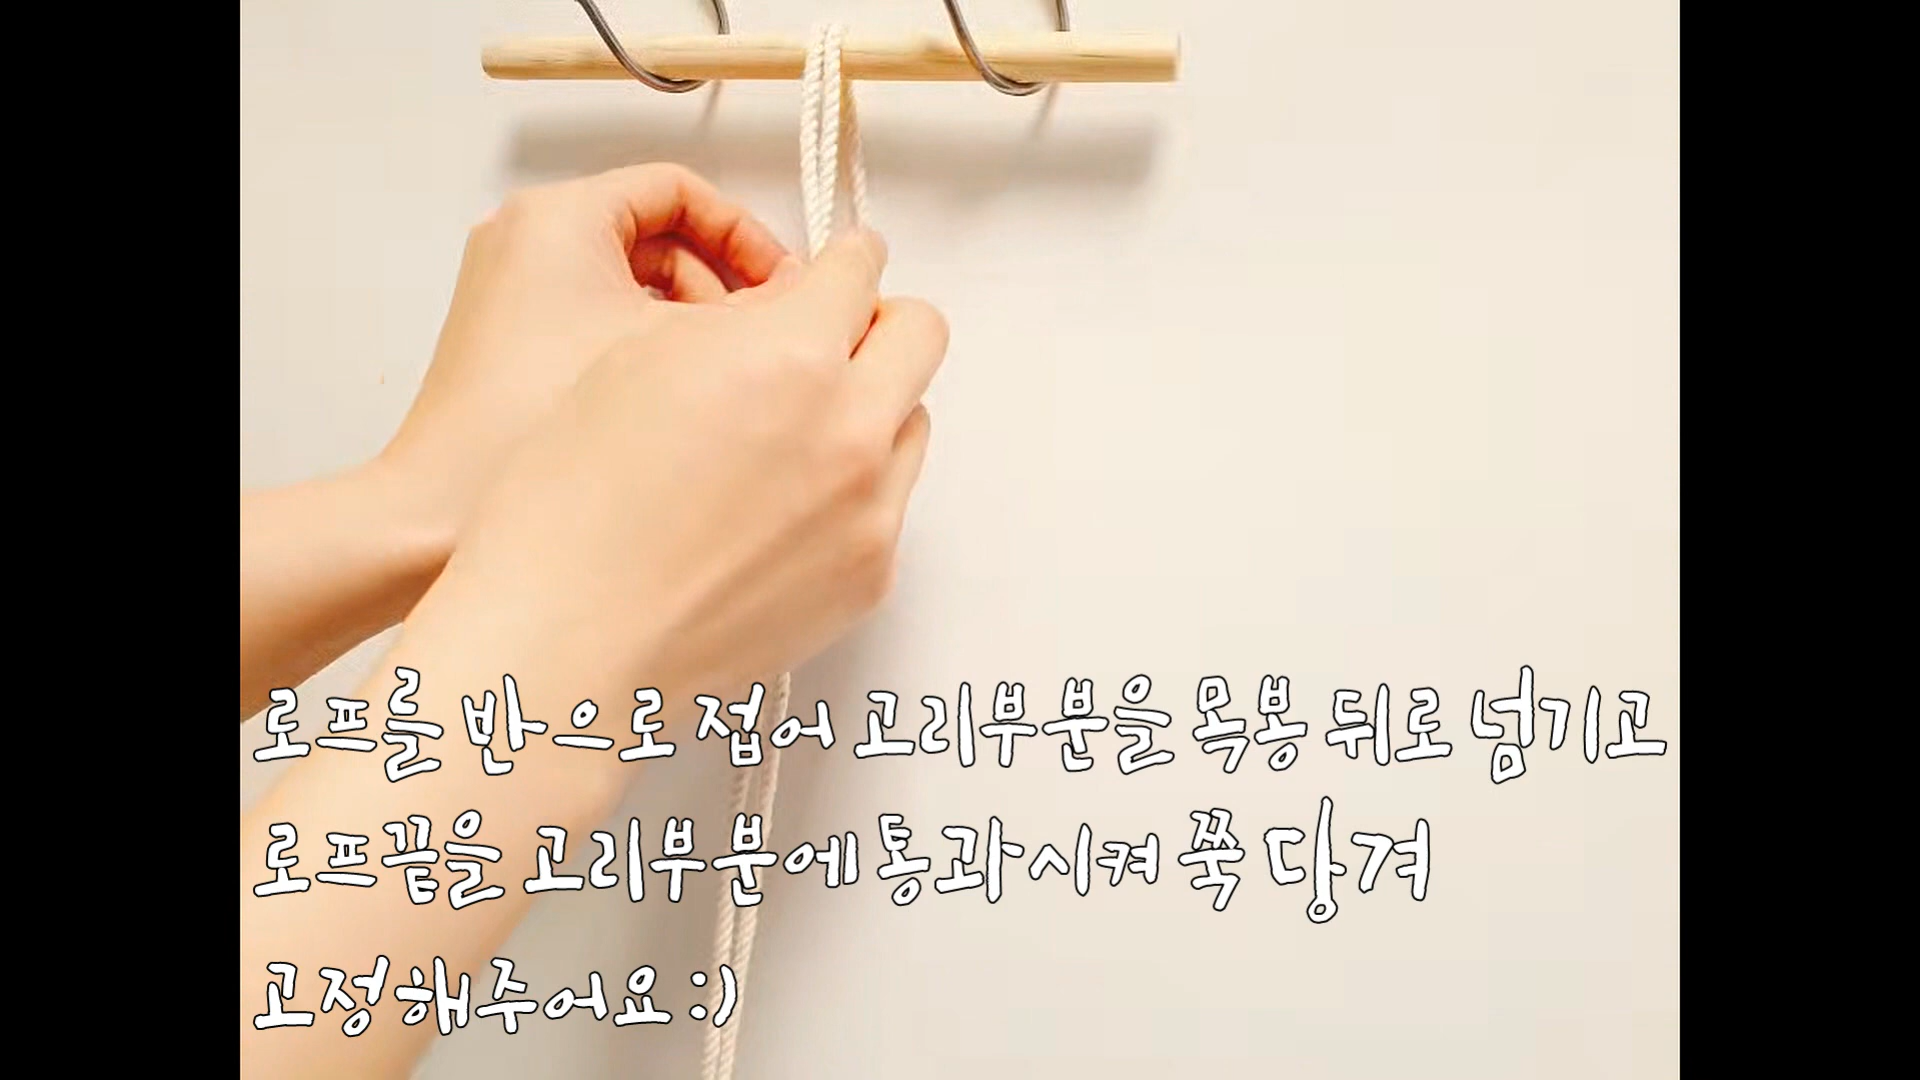 로프를 반으로 접어 고리부분을 목봉 뒤로 넘기고
로프끝을 고리부분에 통과시켜 쭉 당겨
고정해주어요 :)